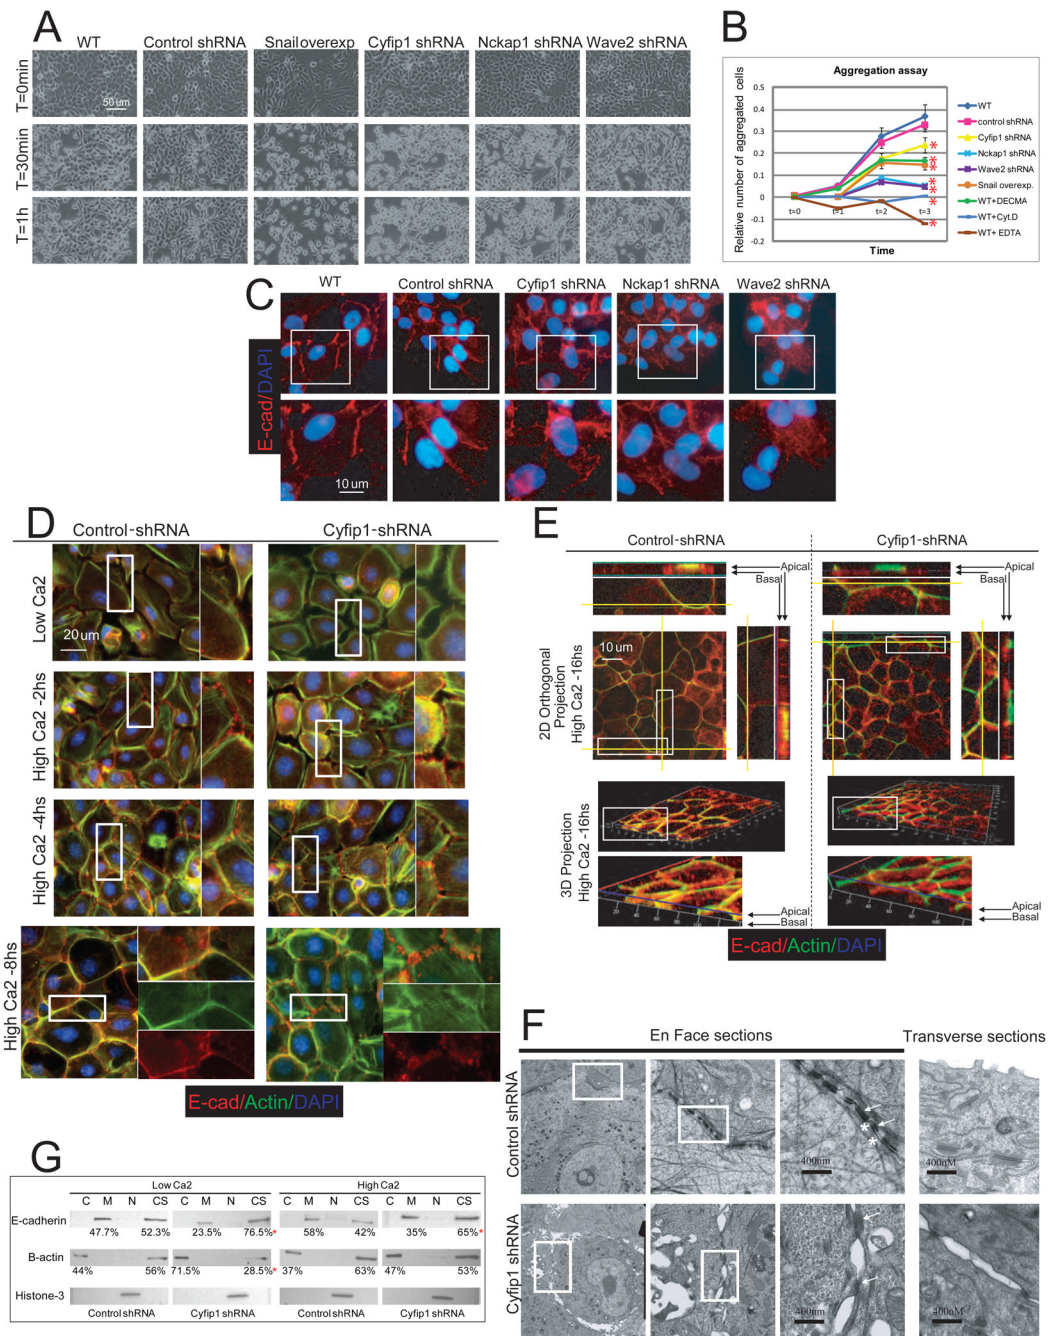 A
WT Control shRNA Snail overexp Cyfip1 shRNA Nckap1 shRNA Wave2 shRNA
T=0min
50 um
T=30min
T=1h
B
Aggregation assay
Relative number of aggregated cells
0.5
0.4
0.3
0.2
0.1
0
-0.1
-0.2
t=0 t=1 t=2 t=3
Time
*
*
*
*
*
*
*
WT
control shRNA
Cyfip1 shRNA
Nckap1 shRNA
Wave2 shRNA
Snail overexp.
WT+DECMA
WT+Cyt.D
WT+ EDTA
C
WT Control shRNA Cyfip1 shRNA Nckap1 shRNA Wave2 shRNA
E-cad/DAPI
10 um
D
Control-shRNA Cyfip1-shRNA
Low Ca2
20 um
High Ca2 -2hs
High Ca2 -4hs
High Ca2 -8hs
E-cad/Actin/DAPI
E
Control-shRNA Cyfip1-shRNA
Apical
Basal
Apical
Basal
2D Orthogonal
Projection
High Ca2 -16hs
10 um
3D Projection
High Ca2 -16hs
Apical
Basal
Apical
Basal
E-cad/Actin/DAPI
F
En Face sections Transverse sections
Control shRNA
* *
400nm
400nM
Cyfip1 shRNA
400nm
400nM
G
Low Ca2 High Ca2
C M N CS C M N CS C M N CS C M N CS
E-cadherin
47.7% 52.3% 23.5% 76.5%* 58% 42% 35% 65%*
B-actin
44% 56% 71.5% 28.5%* 37% 63% 47% 53%
Histone-3
Control shRNA Cyfip1 shRNA Control shRNA Cyfip1 shRNA